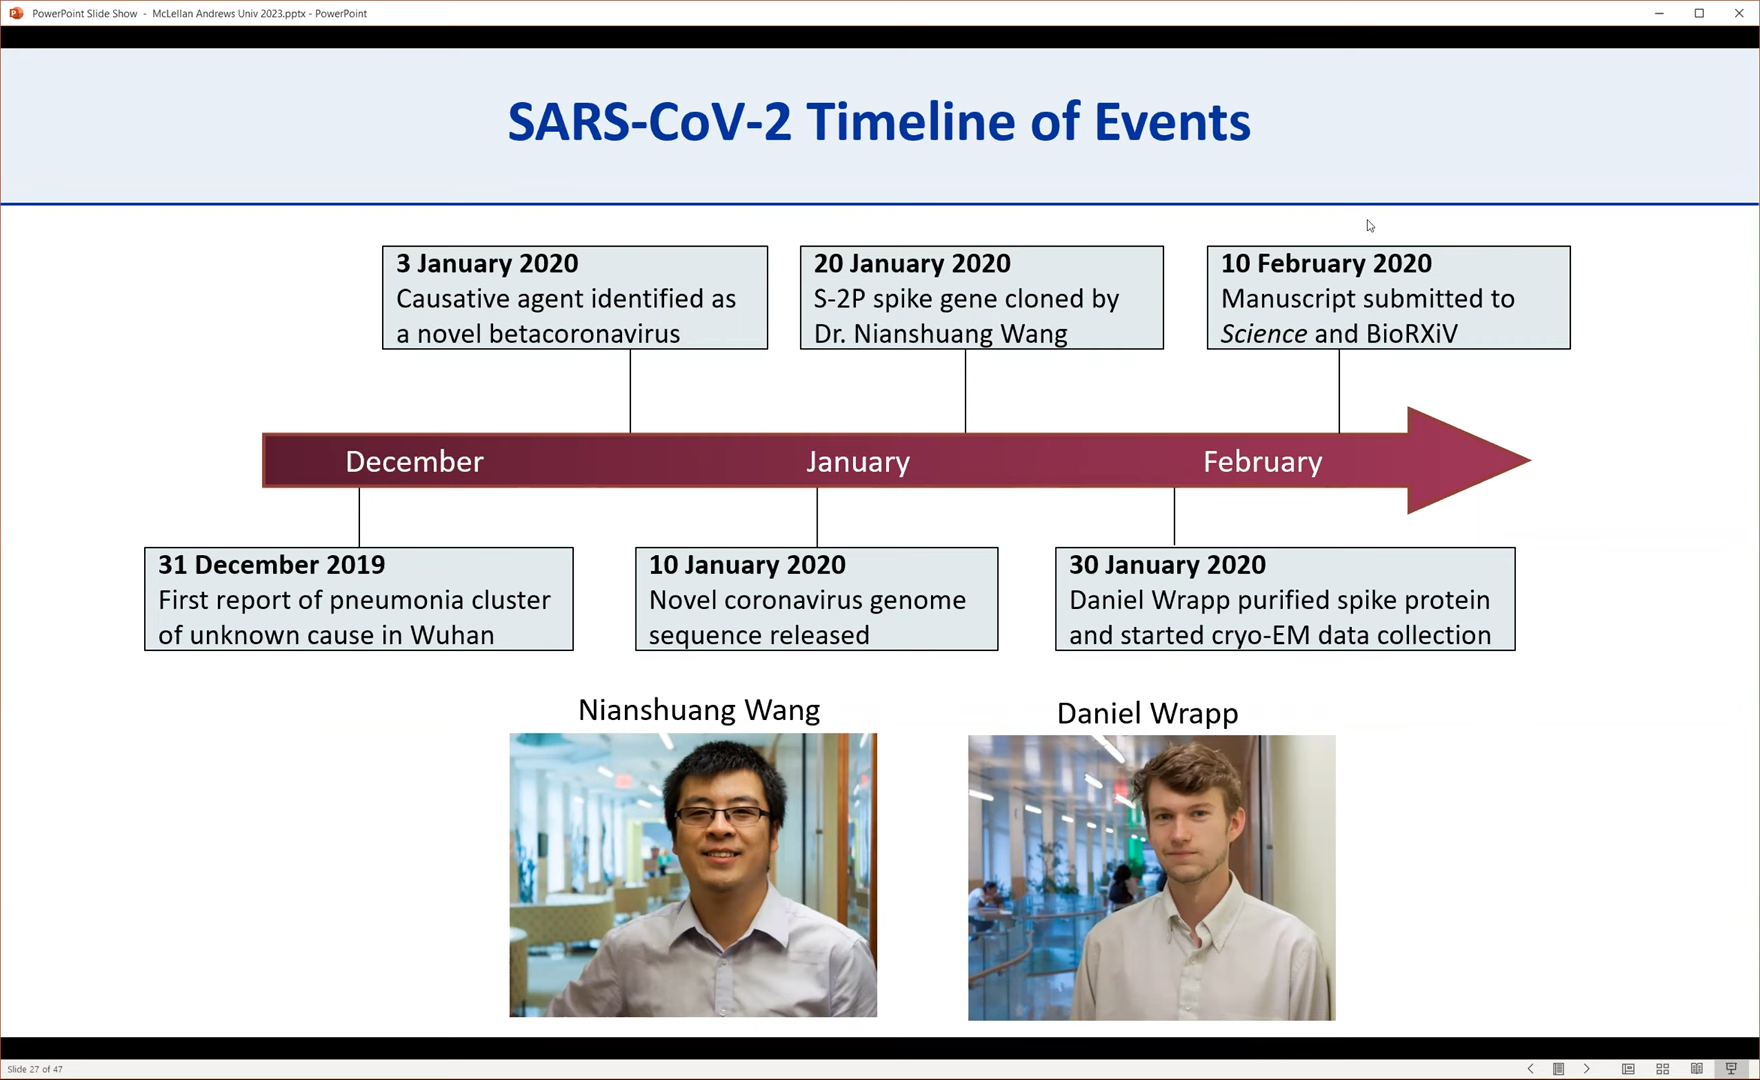 PowerPoint Slide Show - McLellan Andrews Univ 2023.pptx - PowerPoint
SARS-CoV-2 Timeline of Events
3 January 2020
Causative agent identified as
a novel betacoronavirus
20 January 2020
S-2P spike gene cloned by
Dr. Nianshuang Wang
10 February 2020
Manuscript submitted to
Science and BioRXiV
December
January
February
31 December 2019
First report of pneumonia cluster
of unknown cause in Wuhan
10 January 2020
Novel coronavirus genome
sequence released
30 January 2020
Daniel Wrapp purified spike protein
and started cryo-EM data collection
Nianshuang Wang
Daniel Wrapp
Slide 27 of 47